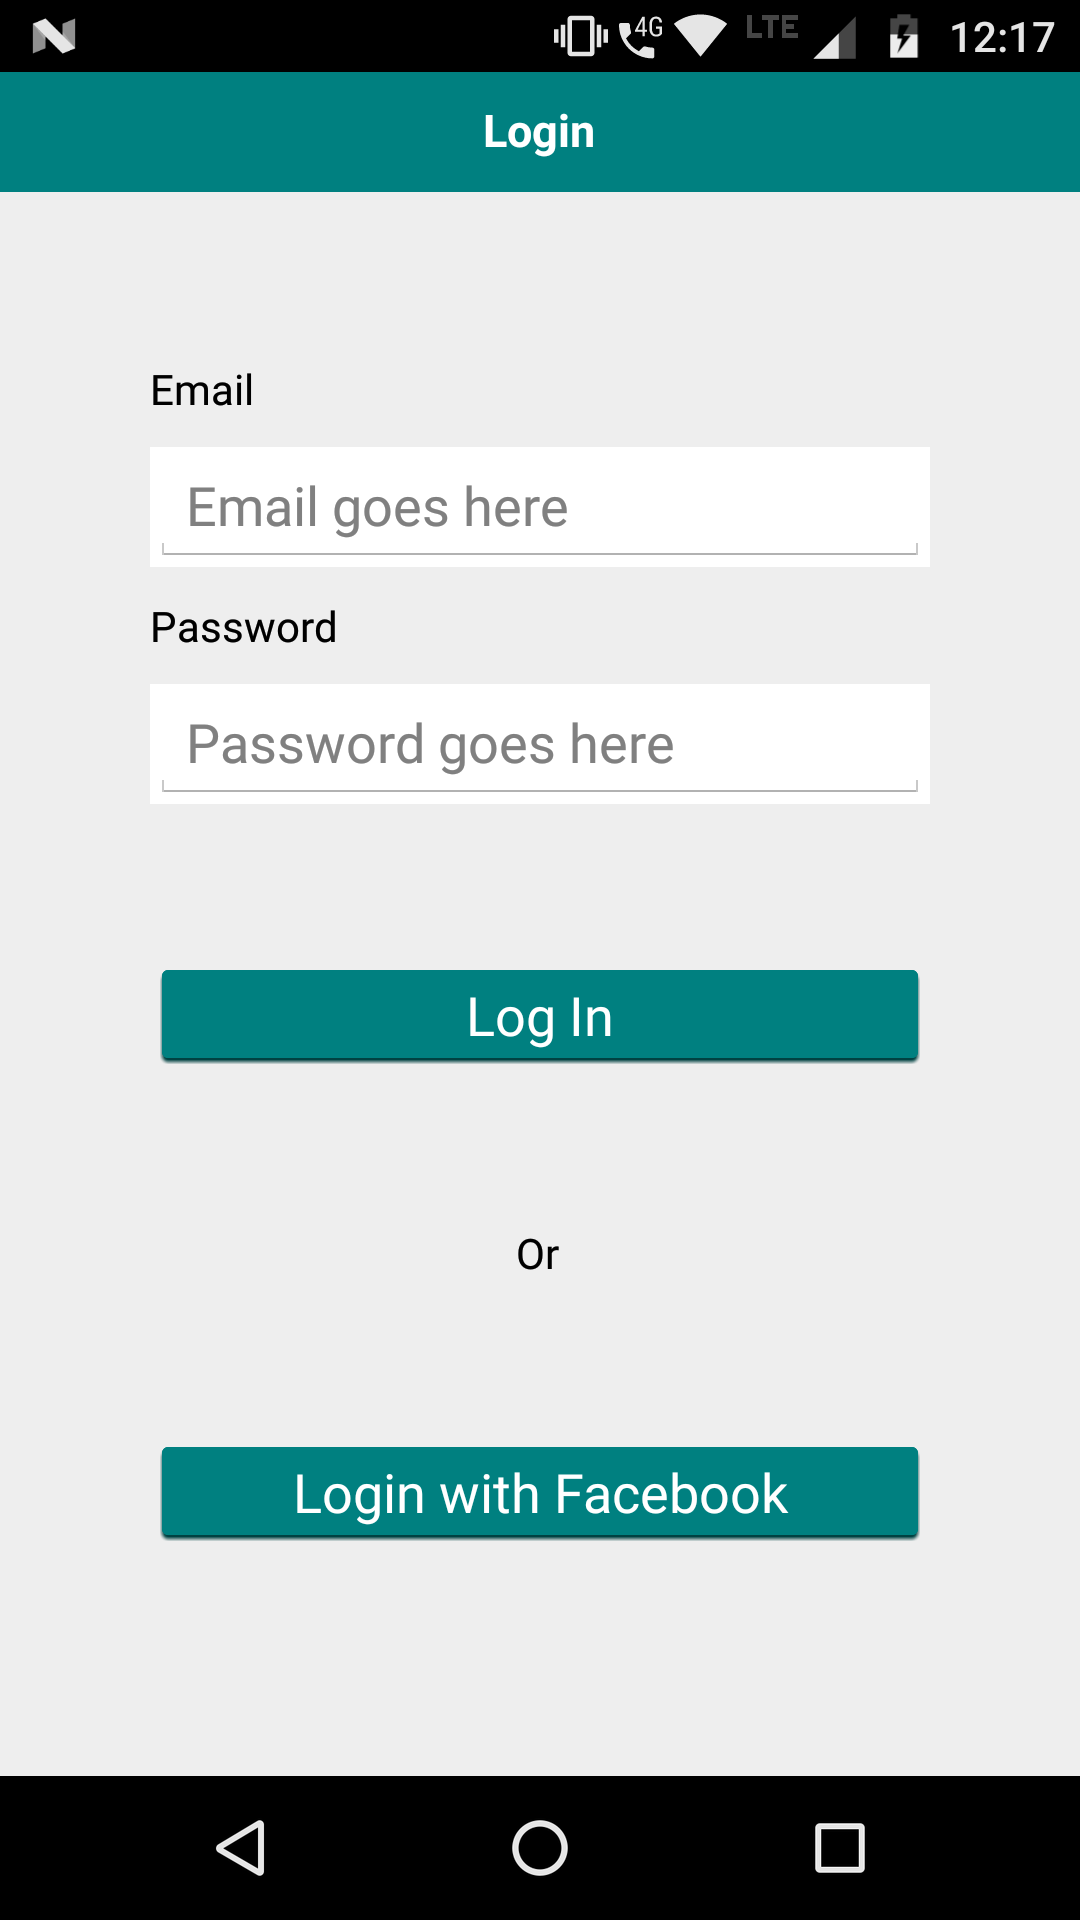 4G LTE 12:17
Login
Email
Email goes here
Password
Password goes here
Log In
Or
Login with Facebook